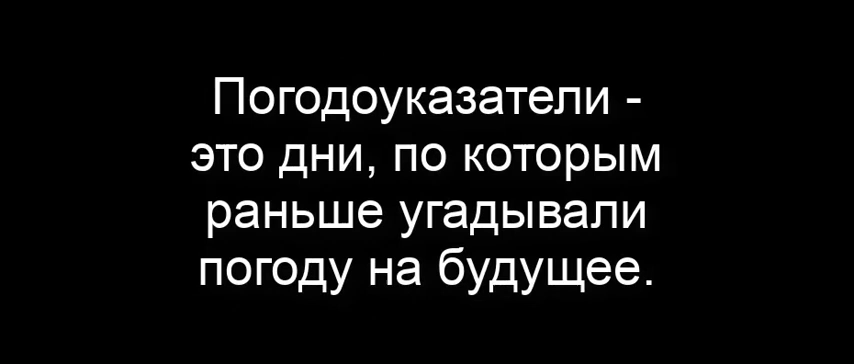 Погодоуказатели -
это дни, по которым
раньше угадывали
погоду на будущее.